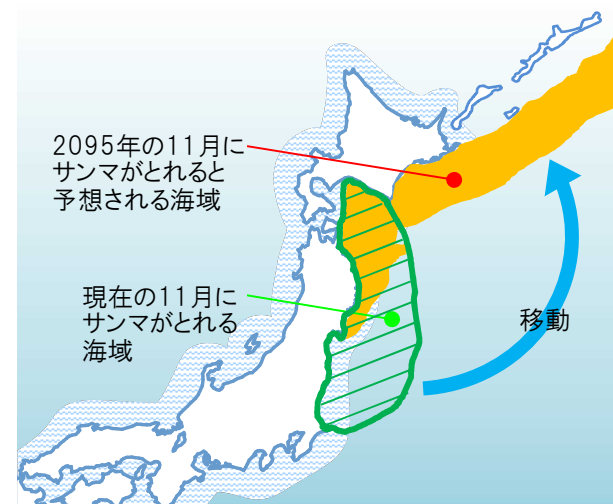 2095年の11月に
サンマがとれると
予想される海域
現在の11月に
サンマがとれる
海域
移動